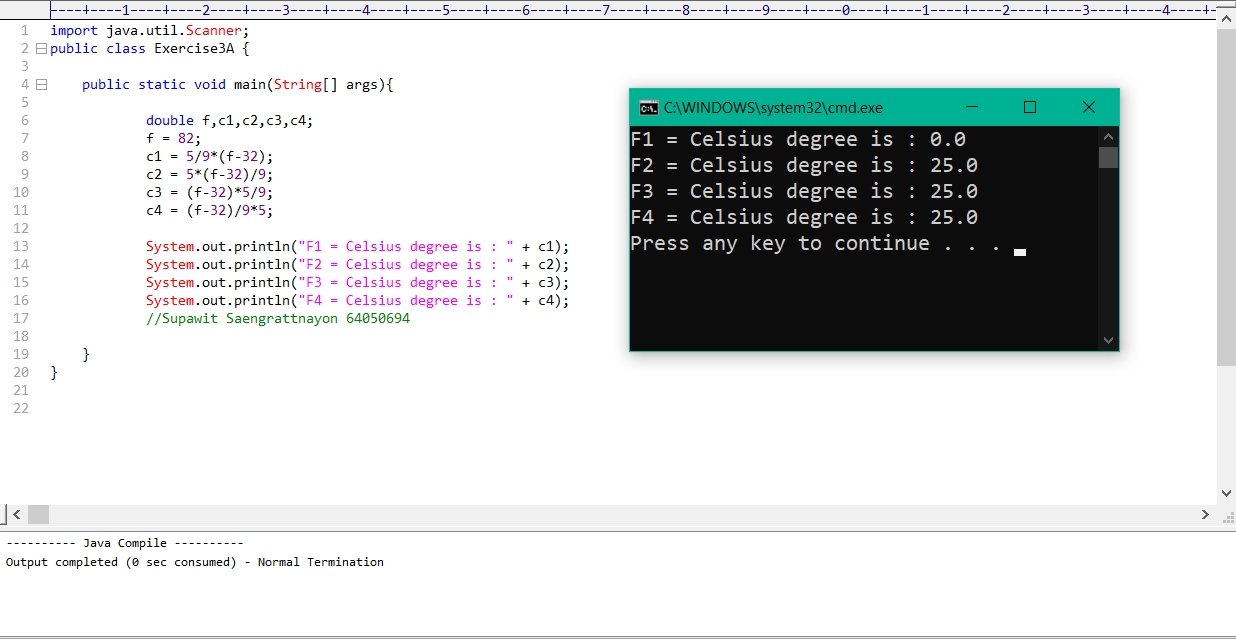 ----+----1----+----2----+----3----+----4----+----5----+----6----+----7----+----8----+----9----+----0----+----1----+----2----+----3----+----4----+-
1 import java.util.Scanner;
2 public class Exercise3A {
3
4 public static void main(String[] args){
5
6 double f,c1,c2,c3,c4;
7 f = 82;
8 c1 = 5/9*(f-32);
9 c2 = 5*(f-32)/9;
10 c3 = (f-32)*5/9;
11 c4 = (f-32)/9*5;
12
13 System.out.println("F1 = Celsius degree is : " + c1);
14 System.out.println("F2 = Celsius degree is : " + c2);
15 System.out.println("F3 = Celsius degree is : " + c3);
16 System.out.println("F4 = Celsius degree is : " + c4);
17 //Supawit Saengrattnayon 64050694
18
19 }
20 }
21
22
C:\WINDOWS\system32\cmd.exe
F1 = Celsius degree is : 0.0
F2 = Celsius degree is : 25.0
F3 = Celsius degree is : 25.0
F4 = Celsius degree is : 25.0
Press any key to continue . . .
---------- Java Compile ----------
Output completed (0 sec consumed) - Normal Termination